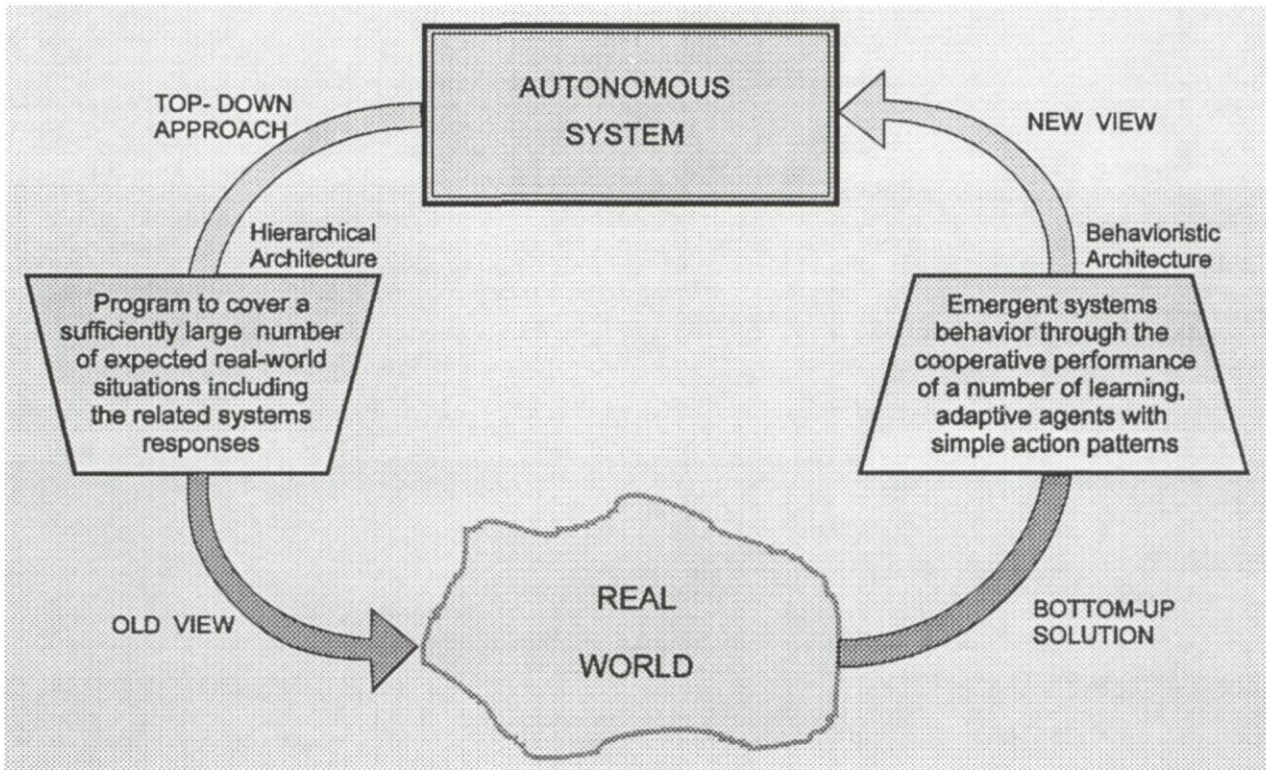 AUTONOMOUS
SYSTEM
TOP- DOWN
APPROACH
NEW VIEW
Hierarchical
Architecture
Behavioristic
Architecture
Program to cover a
sufficiently large number
of expected real-world
situations including
the related systems
responses
Emergent systems
behavior through the
cooperative performance
of a number of learning,
adaptive agents with
simple action patterns
OLD VIEW
REAL
WORLD
BOTTOM-UP
SOLUTION